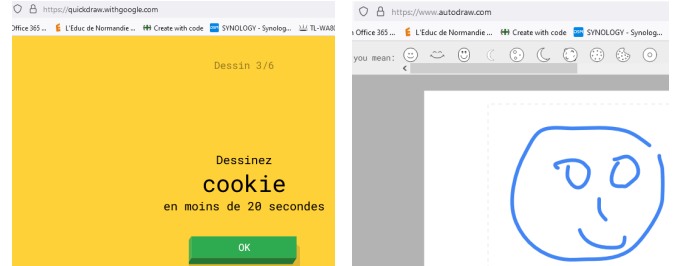 https://quickdraw.withgoogle.com
Office 365 ...
L'Educ de Normandie ...
Create with code
SYNOLOGY - Synolog...
Dessin 3/6
Dessinez
cookie
en moins de 20 secondes
OK
https://www.autodraw.com
Office 365 ...
L'Educ de Normandie ...
Create with code
SYNOLOGY - Synolog...
you mean: